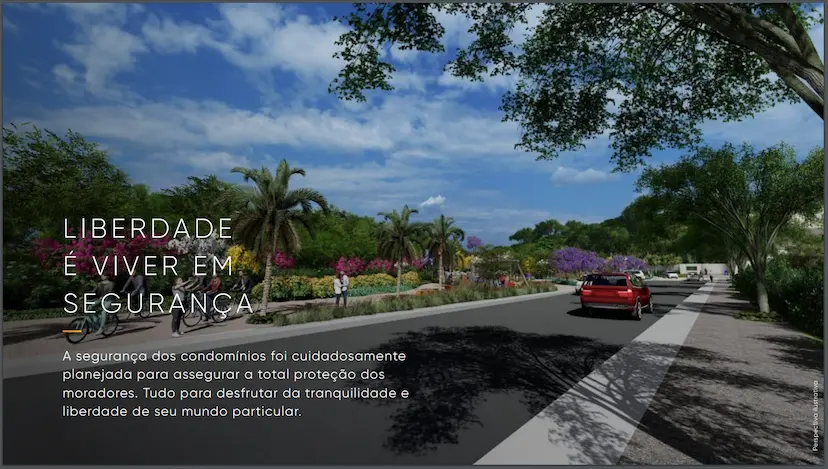 LIBERDADE
É VIVER EM
SEGURANÇA
A segurança dos condomínios foi cuidadosamente
planejada para assegurar a total proteção dos
moradores. Tudo para desfrutar da tranquilidade e
liberdade de seu mundo particular.
Perspectiva ilustrativa